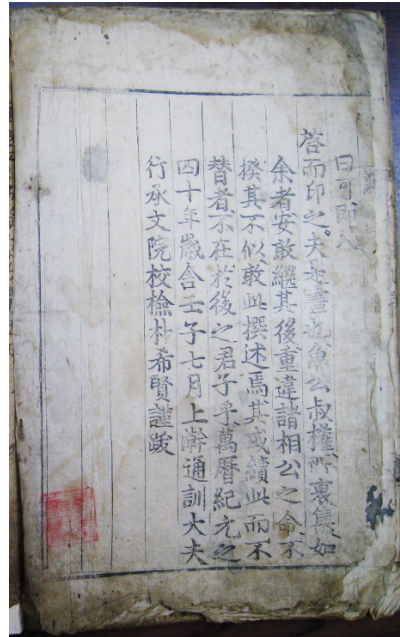 曰可即
啓而印之。夫是書也魚公叔權所裒集如
余者安敢繼其後重違諸相公之命不
揆其不似敢此撰述焉其或續此而不
替者不在於後之君子乎萬曆紀元之
四十年歲舍壬子七月上澣通訓大夫
行承文院校檢朴希賢謹跋